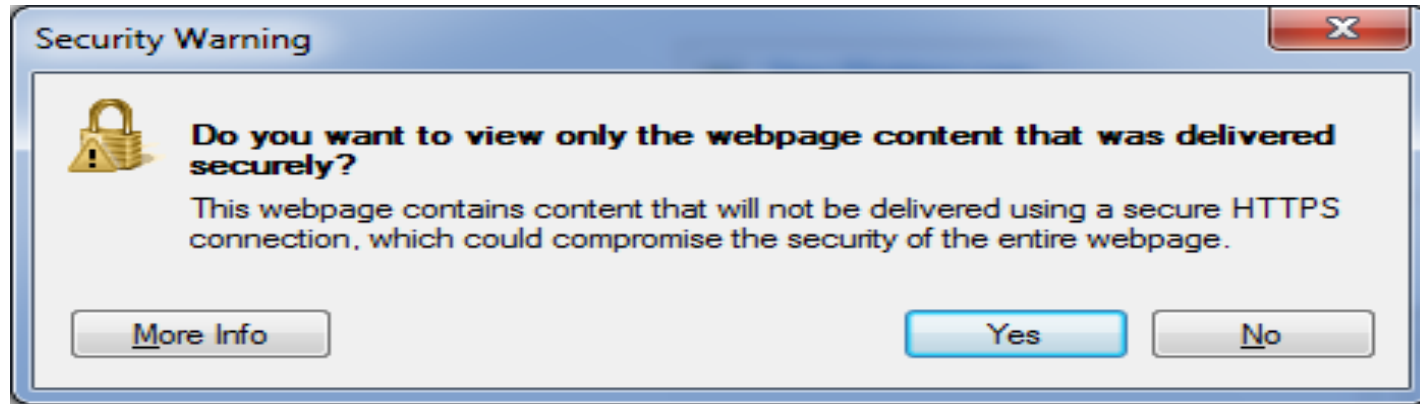 Security Warning
Do you want to view only the webpage content that was delivered
securely?
This webpage contains content that will not be delivered using a secure HTTPS
connection, which could compromise the security of the entire webpage.
More Info
Yes
No